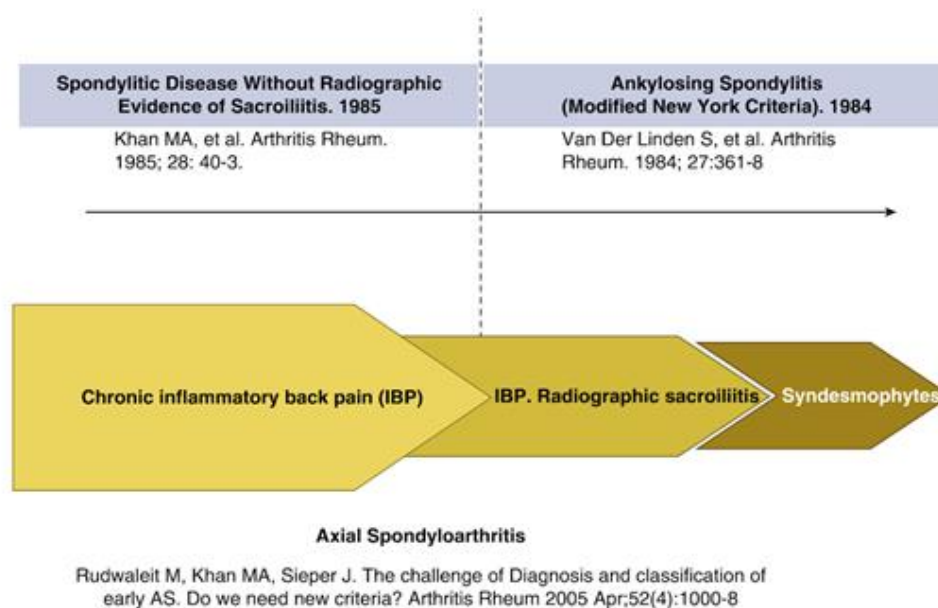 Spondylitic Disease Without Radiographic
Evidence of Sacroiliitis. 1985
Khan MA, et al. Arthritis Rheum.
1985; 28: 40-3.
Ankylosing Spondylitis
(Modified New York Criteria). 1984
Van Der Linden S, et al. Arthritis
Rheum. 1984; 27:361-8
Chronic inflammatory back pain (IBP)
IBP. Radiographic sacroiliitis
Syndesmophytes
Axial Spondyloarthritis
Rudwaleit M, Khan MA, Sieper J. The challenge of Diagnosis and classification of
early AS. Do we need new criteria? Arthritis Rheum 2005 Apr;52(4):1000-8